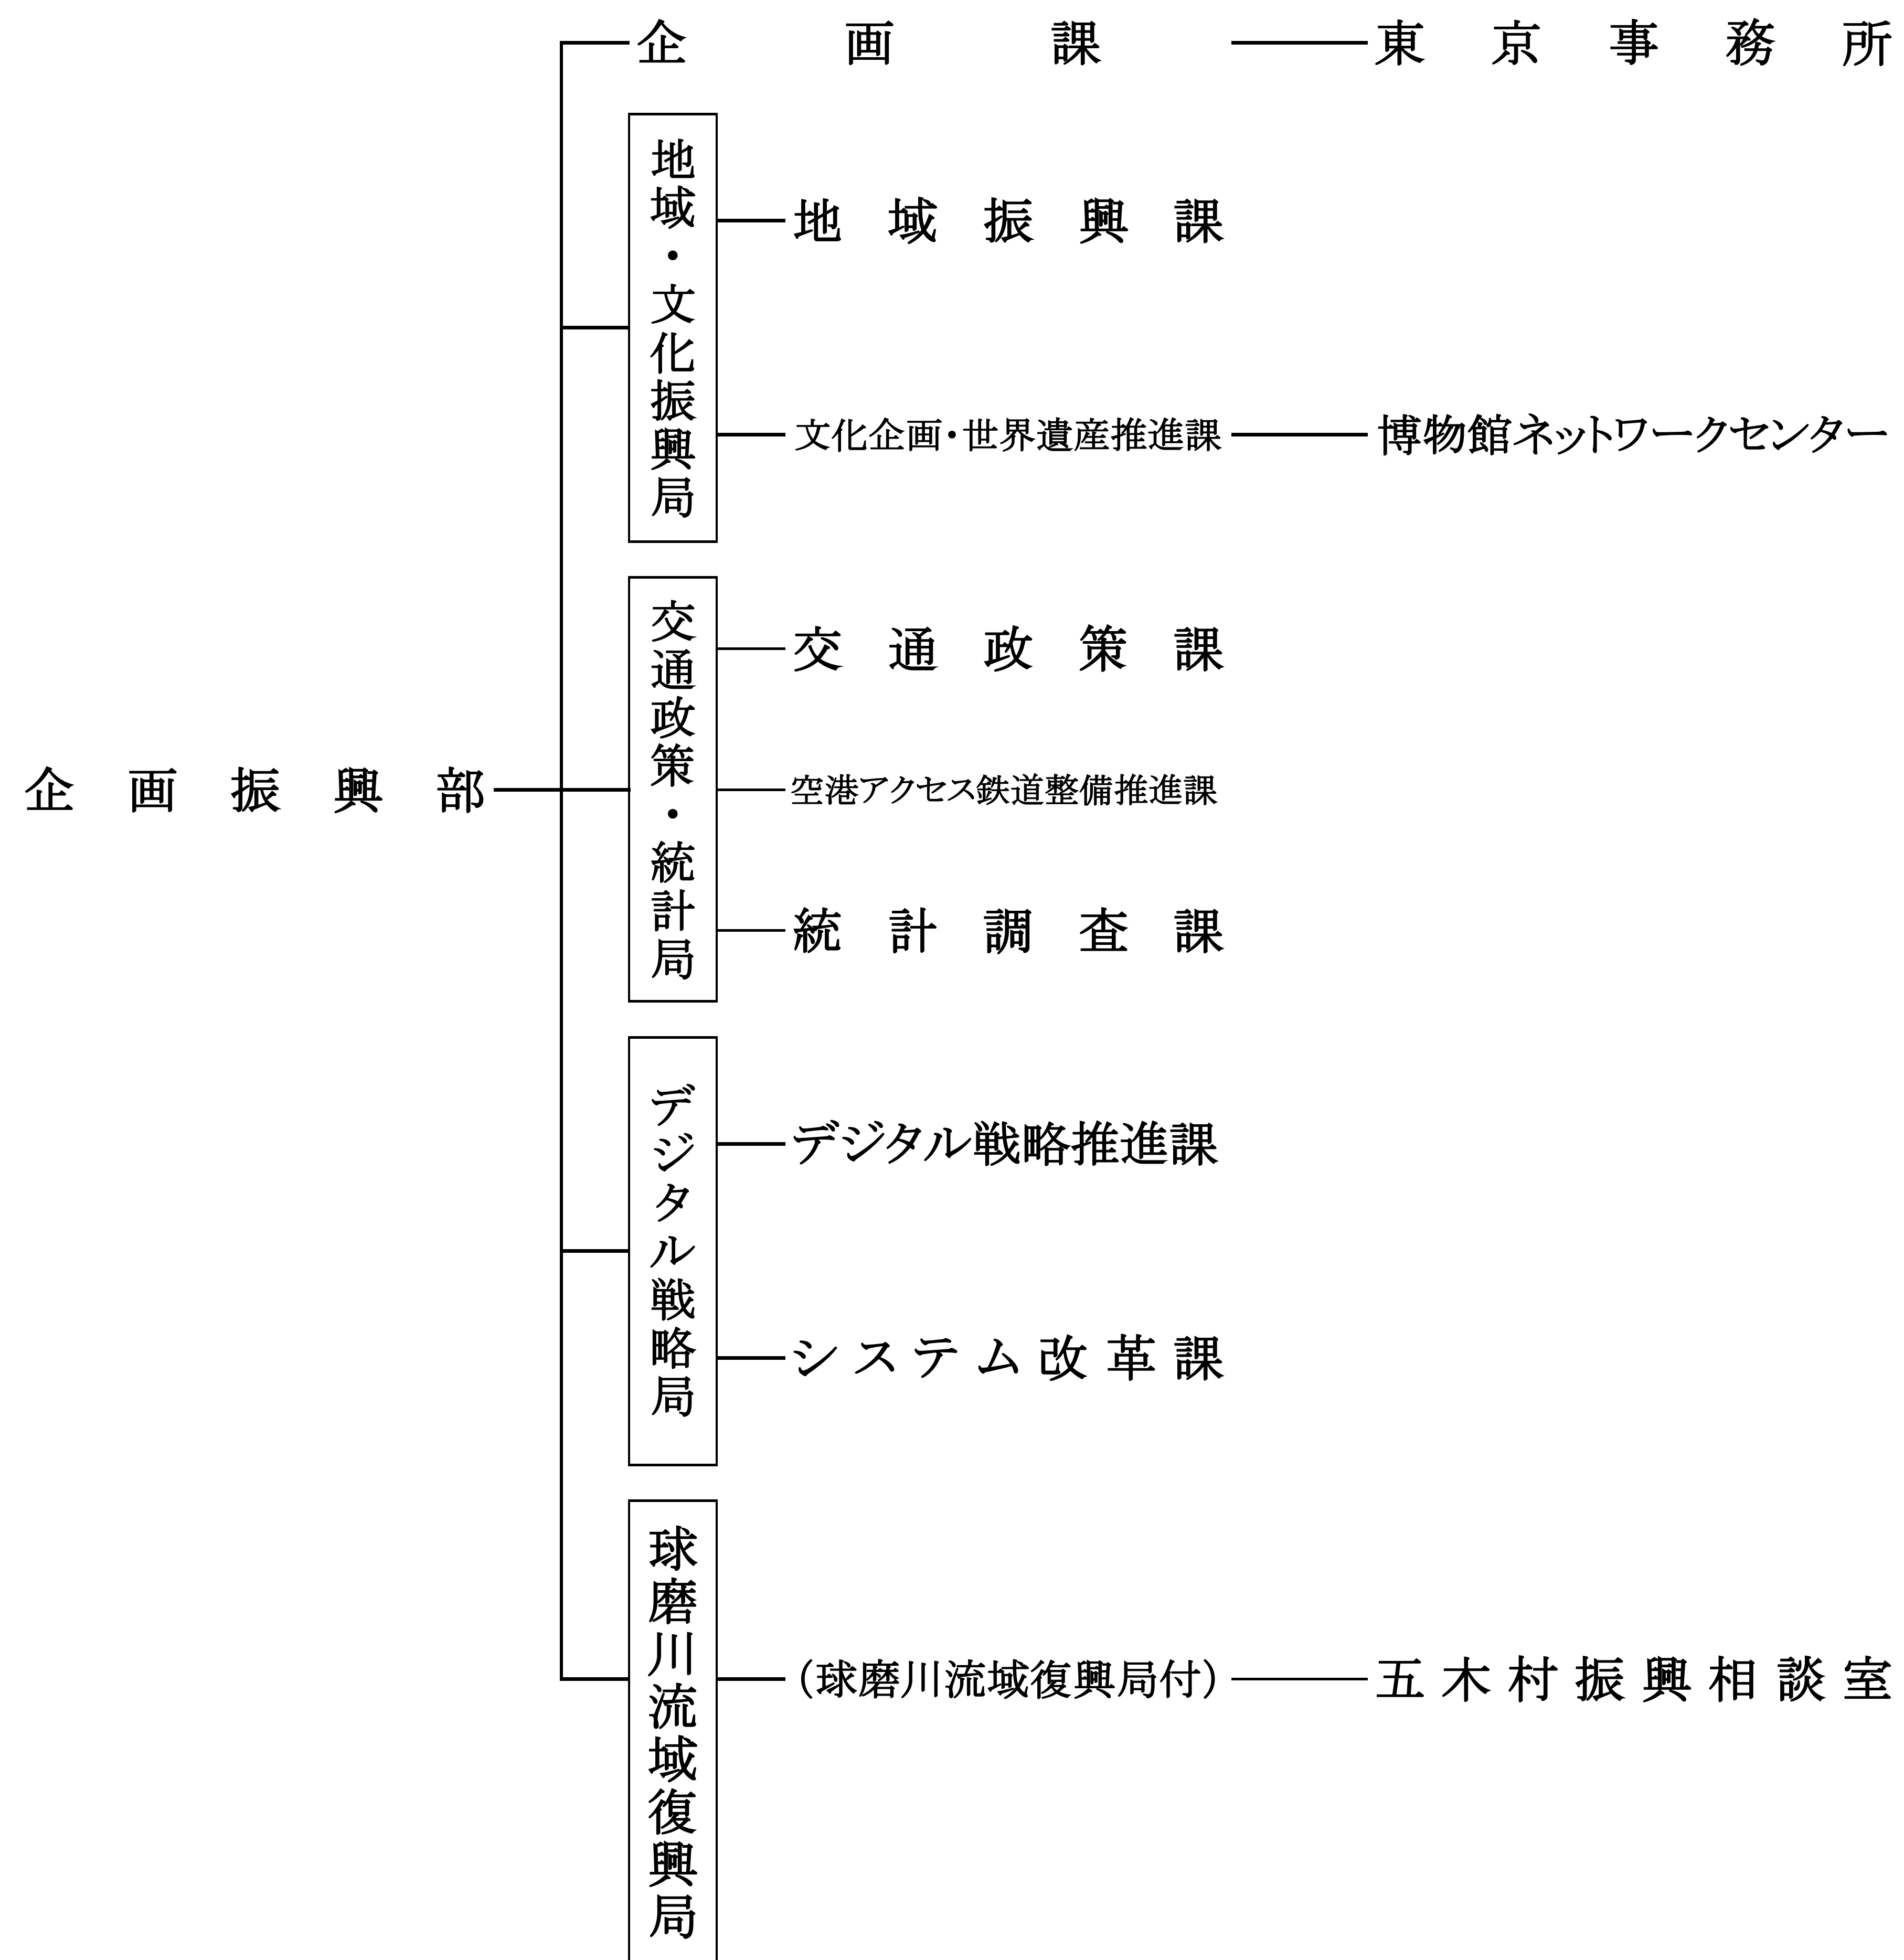 企画振興部
企画課
東京事務所
地域・文化振興局
地域振興課
文化企画・世界遺産推進課
博物館ネットワークセンター
交通政策・統計局
交通政策課
空港アクセス鉄道整備推進課
統計調査課
デジタル戦略局
デジタル戦略推進課
システム改革課
球磨川流域復興局
（球磨川流域復興局付）
五木村振興相談室